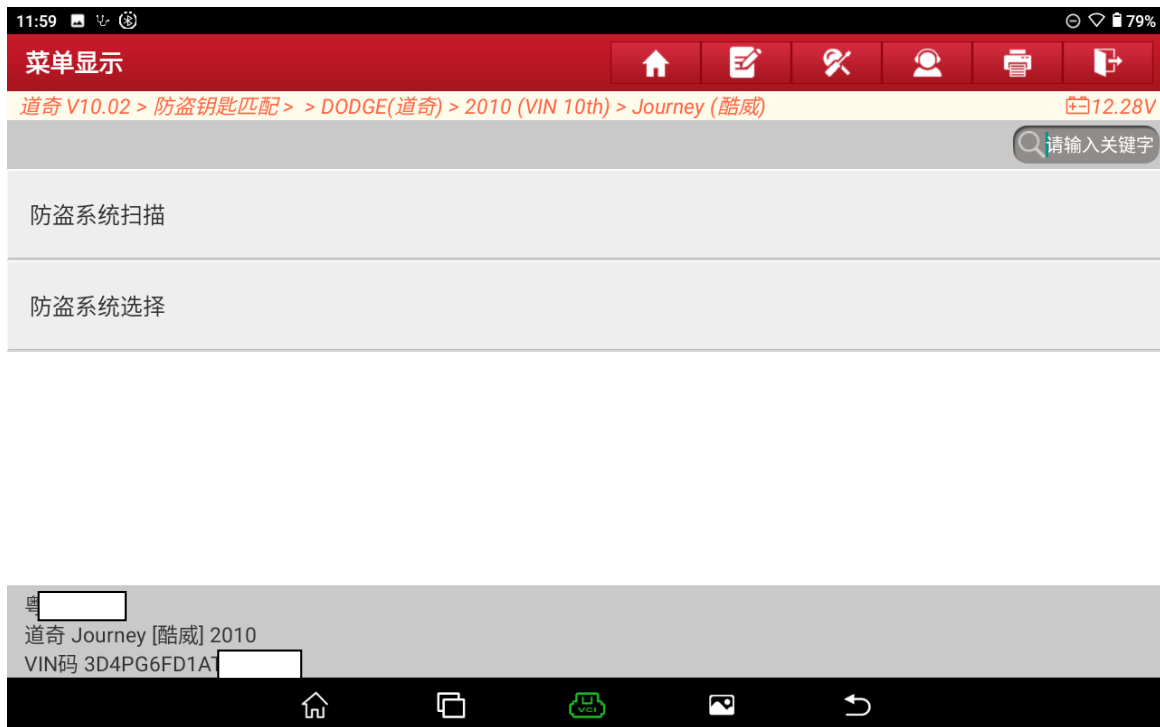 11:59 79%
菜单显示
道奇 V10.02 > 防盗钥匙匹配 > > DODGE(道奇) > 2010 (VIN 10th) > Journey (酷威) 12.28V
请输入关键字
防盗系统扫描
防盗系统选择
粤
道奇 Journey [酷威] 2010
VIN码 3D4PG6FD1AT
VCI